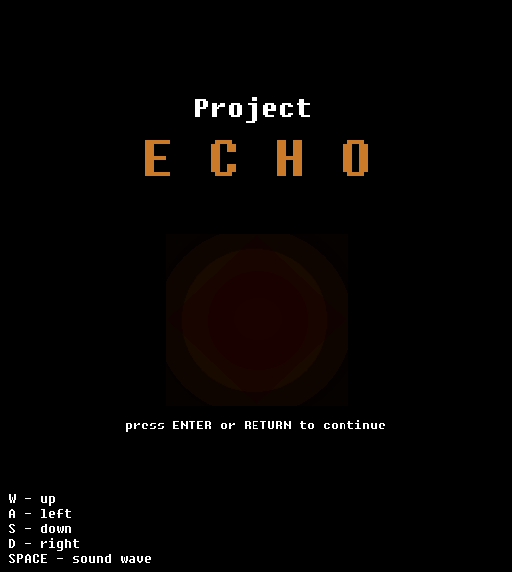 Project
E C H O
press ENTER or RETURN to continue
W - up
A - left
S - down
D - right
SPACE - sound wave